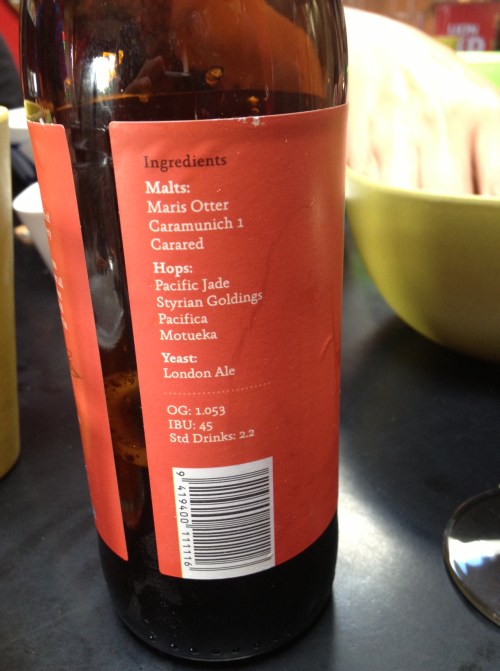 Ingredients
Malts:
Maris Otter
Caramunich 1
Carared
Hops:
Pacific Jade
Styrian Goldings
Pacifica
Motueka
Yeast:
London Ale
OG: 1.053
IBU: 45
Std Drinks: 2.2
9 419400 111116